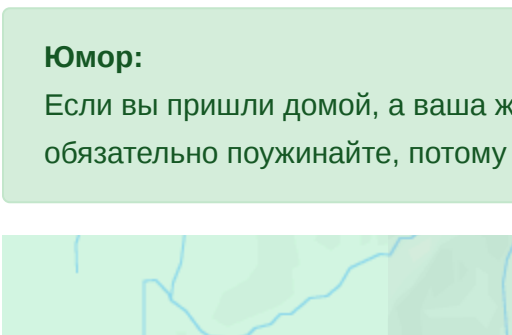 Юмор:
Если вы пришли домой, а ваша ж
обязательно поужинайте, потому